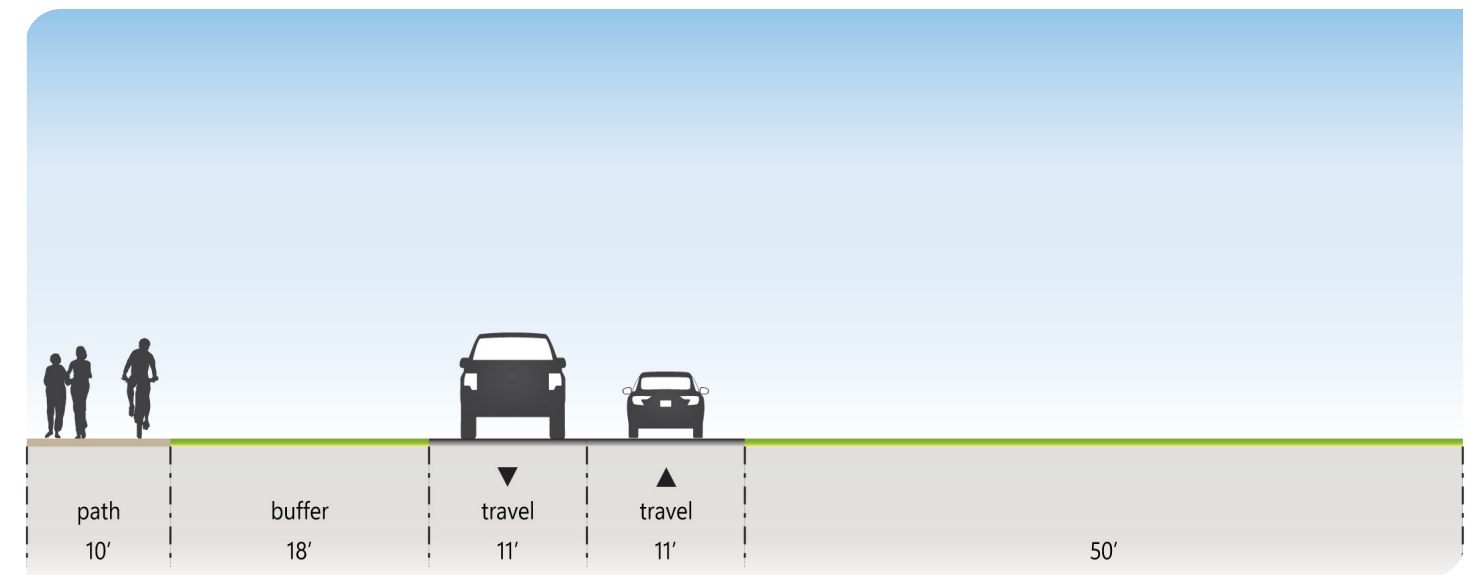 path
10′
buffer
18′
▼
travel
11′
▲
travel
11′
50′